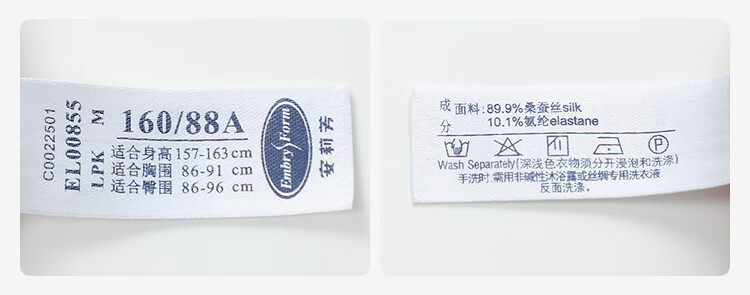 C0022501
EL00855
LPK M
160/88A
适合身高 157-163 cm
适合胸围 86-91 cm
适合臀围 86-96 cm
Embry Form
安莉芳
成分
面料:89.9%桑蚕丝silk
10.1%氨纶elastane
Wash Separately(深浅色衣物须分开浸泡和洗涤)
手洗时,需用非碱性沐浴露或丝绸专用洗衣液
反面洗涤。